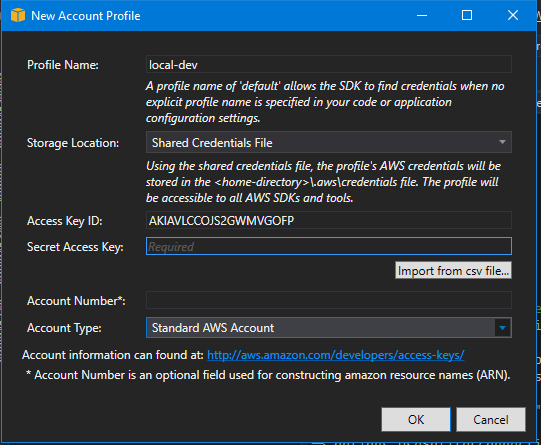 New Account Profile
Profile Name: local-dev
A profile name of 'default' allows the SDK to find credentials when no
explicit profile name is specified in your code or application
configuration settings.
Storage Location: Shared Credentials File
Using the shared credentials file, the profile's AWS credentials will be
stored in the <home-directory>\.aws\credentials file. The profile will
be accessible to all AWS SDKs and tools.
Access Key ID: AKIAVLCCOJS2GWMVGOFP
Secret Access Key: Required
Import from csv file...
Account Number*:
Account Type: Standard AWS Account
Account information can found at: http://aws.amazon.com/developers/access-keys/
* Account Number is an optional field used for constructing amazon resource names (ARN).
OK Cancel